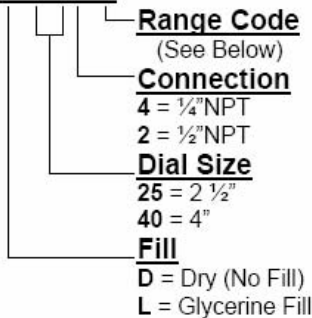 Range Code
(See Below)
Connection
4 = ¼"NPT
2 = ½"NPT
Dial Size
25 = 2 ½"
40 = 4"
Fill
D = Dry (No Fill)
L = Glycerine Fill